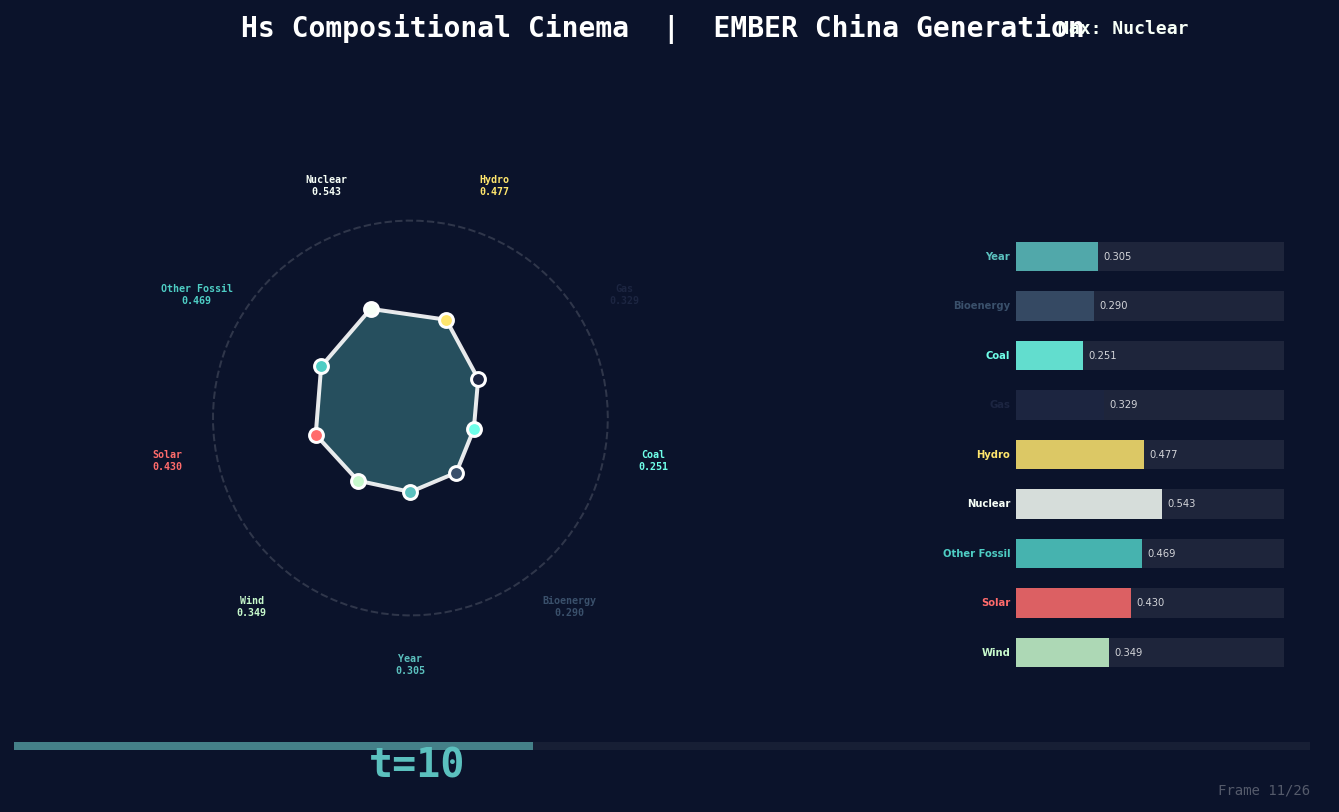 Hs Compositional Cinema | EMBER China Generation
Max: Nuclear
Nuclear
0.543
Hydro
0.477
Other Fossil
0.469
Gas
0.329
Solar
0.430
Coal
0.251
Wind
0.349
Bioenergy
0.290
Year
0.305
Year 0.305
Bioenergy 0.290
Coal 0.251
Gas 0.329
Hydro 0.477
Nuclear 0.543
Other Fossil 0.469
Solar 0.430
Wind 0.349
t=10
Frame 11/26